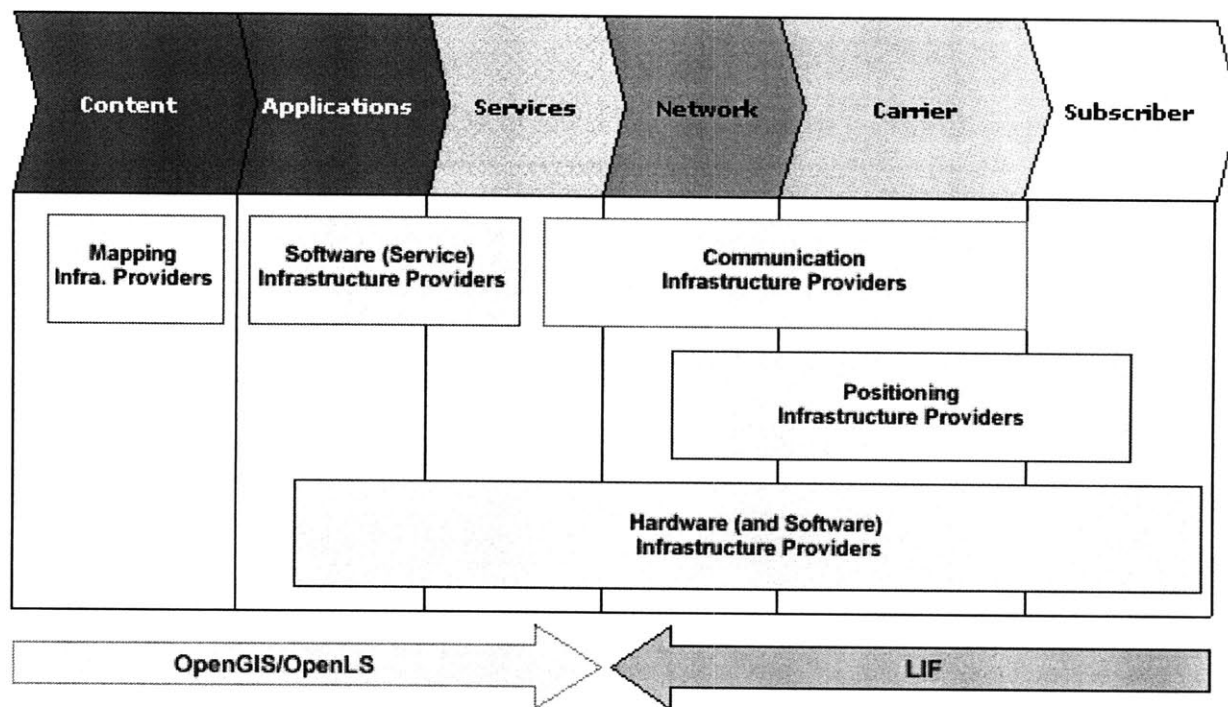 Content
Applications
Services
Network
Carrier
Subscriber
Mapping
Infra. Providers
Software (Service)
Infrastructure Providers
Communication
Infrastructure Providers
Positioning
Infrastructure Providers
Hardware (and Software)
Infrastructure Providers
OpenGIS/OpenLS
LIF